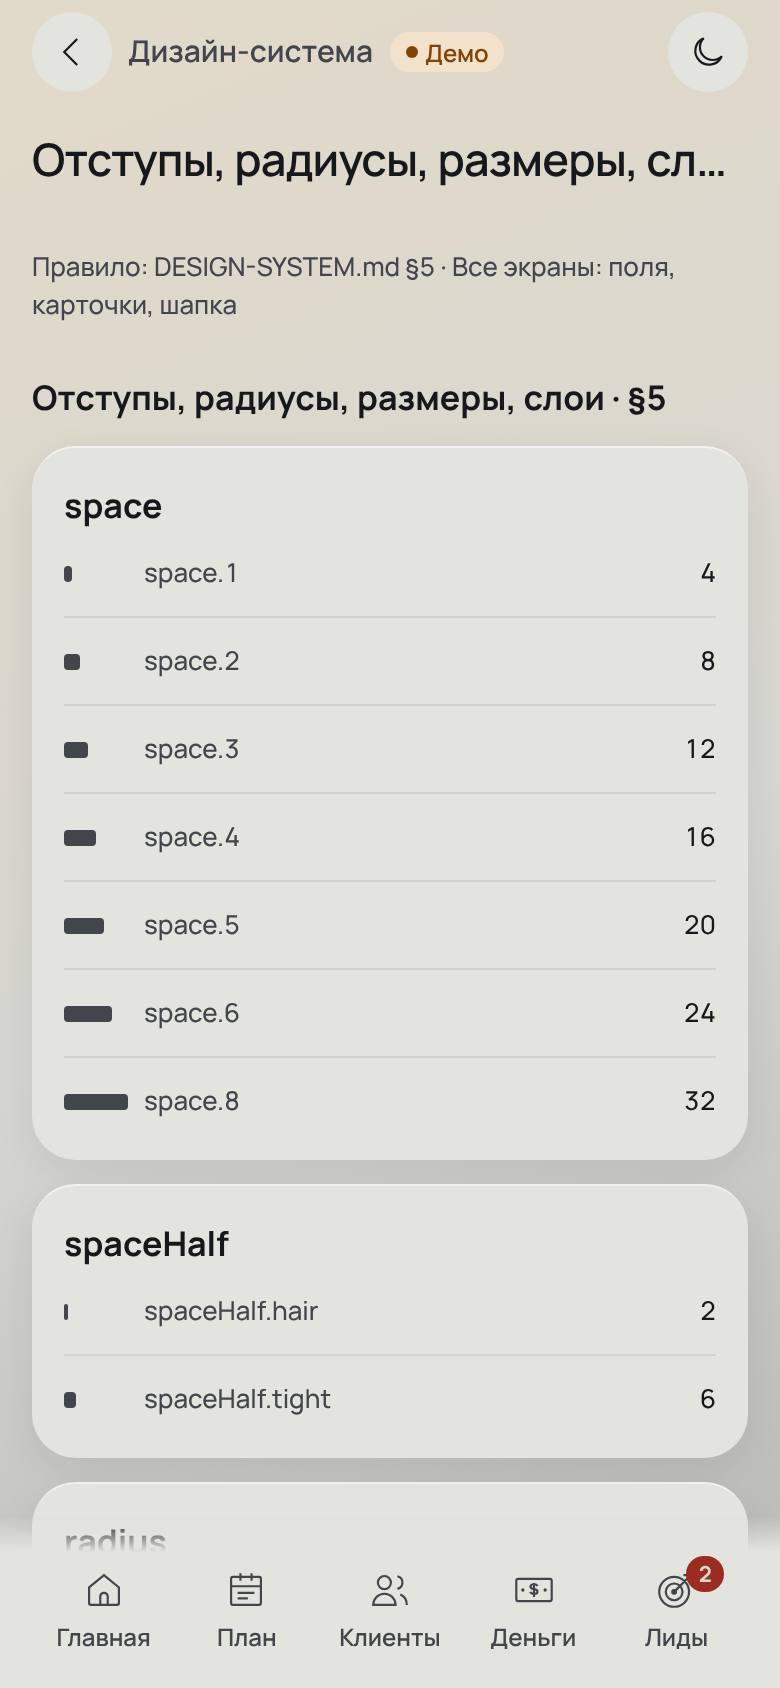 Дизайн-система
Демо
Отступы, радиусы, размеры, сл...
Правило: DESIGN-SYSTEM.md §5 · Все экраны: поля,
карточки, шапка
Отступы, радиусы, размеры, слои · §5
space
space.1 4
space.2 8
space.3 12
space.4 16
space.5 20
space.6 24
space.8 32
spaceHalf
spaceHalf.hair 2
spaceHalf.tight 6
radius
2
Главная План Клиенты Деньги Лиды